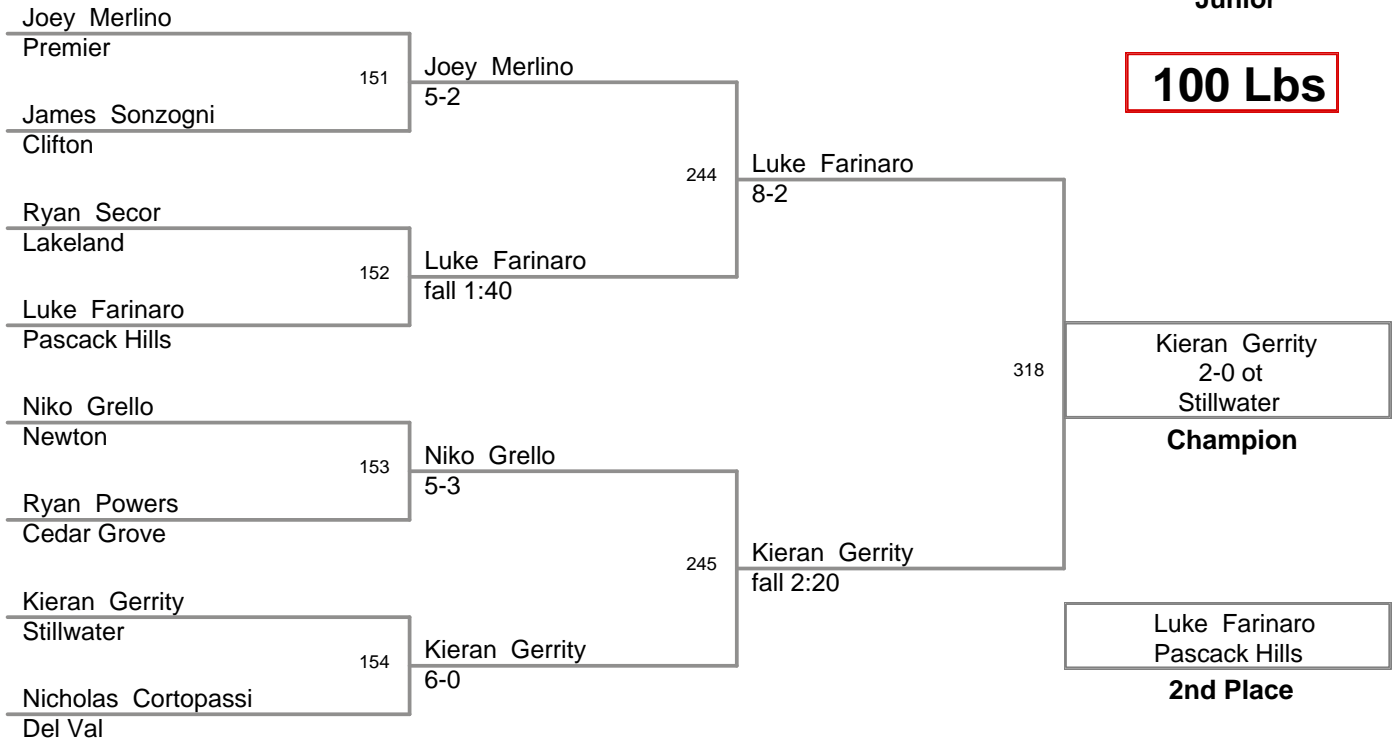 Junior
100 Lbs
Joey Merlino
Premier
151
James Sonzogni
Clifton
Joey Merlino
5-2
Ryan Secor
Lakeland
152
Luke Farinaro
Pascack Hills
Luke Farinaro
fall 1:40
244
Luke Farinaro
8-2
Niko Grello
Newton
153
Ryan Powers
Cedar Grove
Niko Grello
5-3
Kieran Gerrity
Stillwater
154
Nicholas Cortopassi
Del Val
Kieran Gerrity
6-0
245
Kieran Gerrity
fall 2:20
318
Kieran Gerrity
2-0 ot
Stillwater
Champion
Luke Farinaro
Pascack Hills
2nd Place